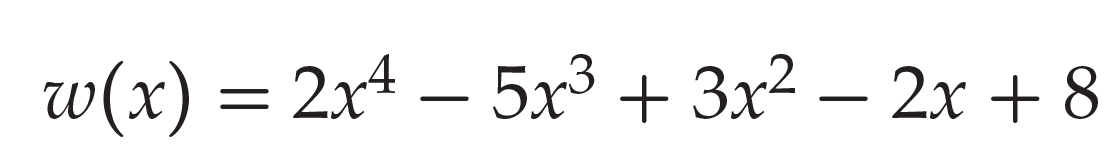 w(x) = 2x⁴ − 5x³ + 3x² − 2x + 8